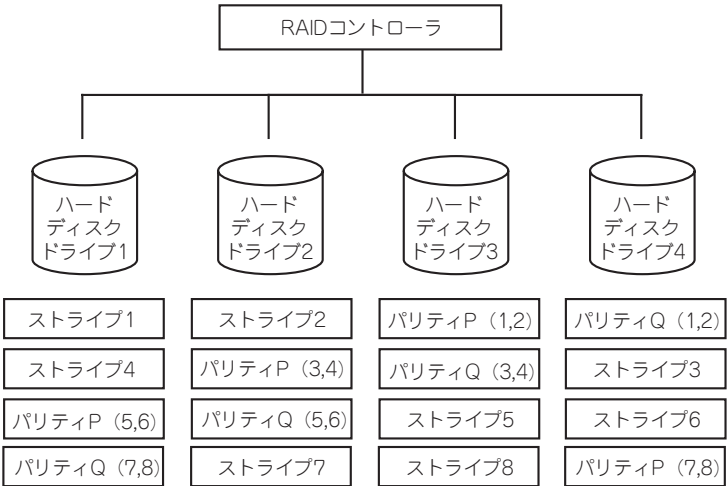 RAIDコントローラ
ハード
ディスク
ドライブ1
ハード
ディスク
ドライブ2
ハード
ディスク
ドライブ3
ハード
ディスク
ドライブ4
ストライプ1
ストライプ2
パリティP（1,2）
パリティQ（1,2）
ストライプ4
パリティP（3,4）
パリティQ（3,4）
ストライプ3
パリティP（5,6）
パリティQ（5,6）
ストライプ5
ストライプ6
パリティQ（7,8）
ストライプ7
ストライプ8
パリティP（7,8）